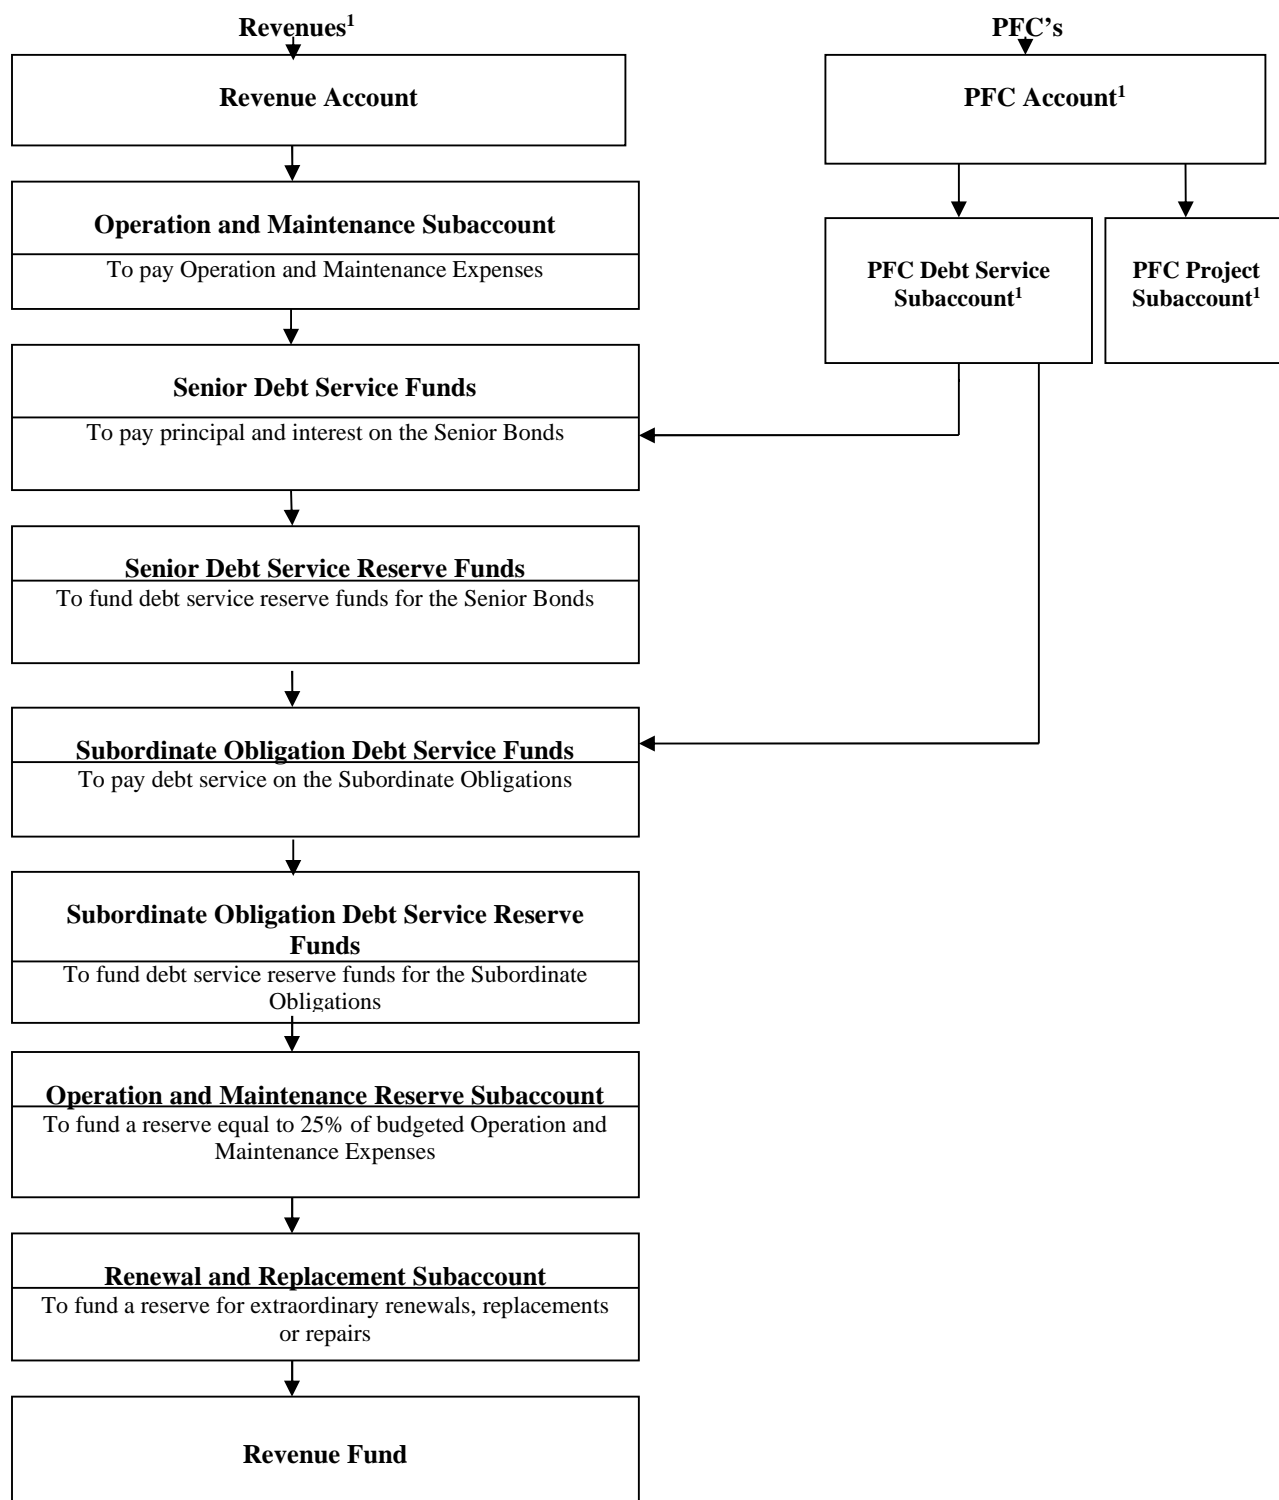 Revenues¹
PFC's
Revenue Account
PFC Account¹
Operation and Maintenance Subaccount
To pay Operation and Maintenance Expenses
PFC Debt Service
Subaccount¹
PFC Project
Subaccount¹
Senior Debt Service Funds
To pay principal and interest on the Senior Bonds
Senior Debt Service Reserve Funds
To fund debt service reserve funds for the Senior Bonds
Subordinate Obligation Debt Service Funds
To pay debt service on the Subordinate Obligations
Subordinate Obligation Debt Service Reserve
Funds
To fund debt service reserve funds for the Subordinate
Obligations
Operation and Maintenance Reserve Subaccount
To fund a reserve equal to 25% of budgeted Operation and
Maintenance Expenses
Renewal and Replacement Subaccount
To fund a reserve for extraordinary renewals, replacements
or repairs
Revenue Fund